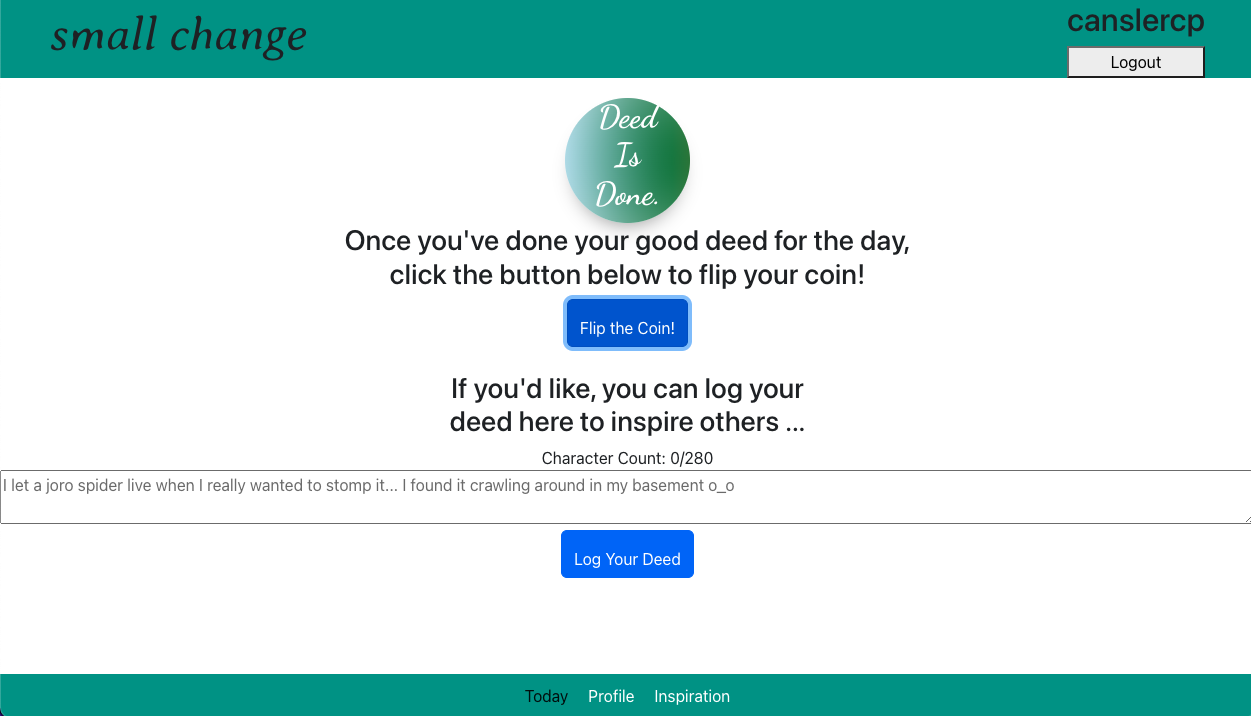 small change
canslercp
Logout
Deed
Is
Done.
Once you've done your good deed for the day,
click the button below to flip your coin!
Flip the Coin!
If you'd like, you can log your
deed here to inspire others ...
Character Count: 0/280
I let a joro spider live when I really wanted to stomp it... I found it crawling around in my basement o_o
Log Your Deed
Today Profile Inspiration